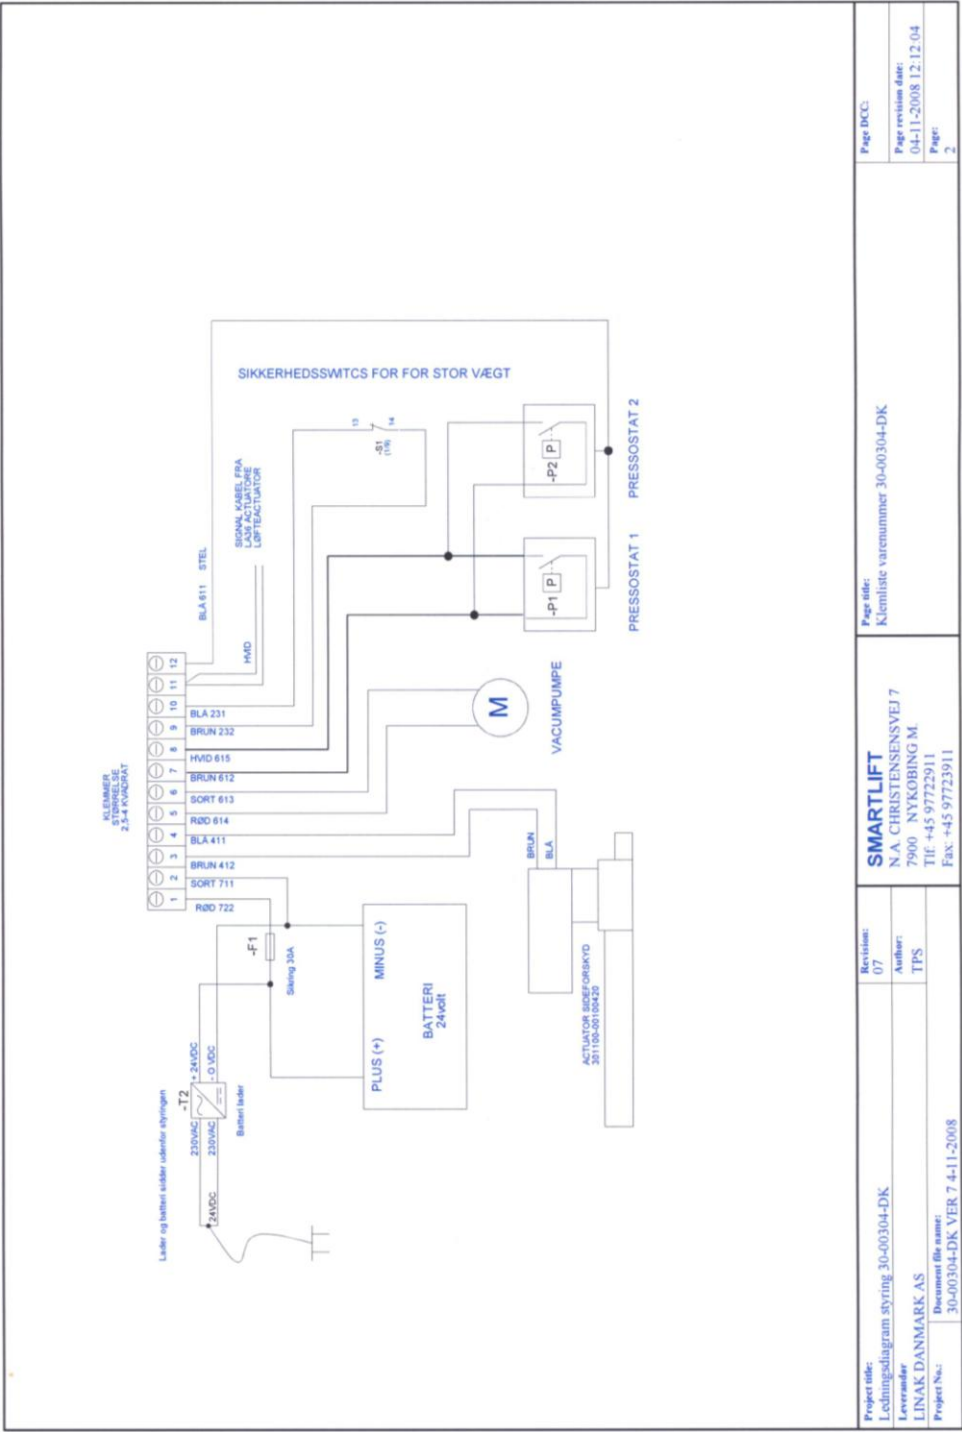 Lader og batteri sidder udenfor styringen
24VDC
230VAC
230VAC
-T2
+ 24VDC
- O VDC
Batteri lader
-F1
Sikring 30A
PLUS (+)
MINUS (-)
BATTERI
24volt
KLEMMER
STØRRELSE
2,5-4 KVADRAT
1 2 3 4 5 6 7 8 9 10 11 12
RØD 722
SORT 711
BRUN 412
BLÅ 411
RØD 614
SORT 613
BRUN 612
HVID 615
BRUN 232
BLÅ 231
HVID
BLÅ 611 STEL
SIGNAL KABEL FRA
LA36 ACTUATORE
LØFTEACTUATOR
SIKKERHEDSSWITCS FOR FOR STOR VÆGT
13
-S1
(1/9)
14
BRUN
BLÅ
ACTUATOR SIDEFORSKYD
301100-00100420
M
VACUMPUMPE
-P1 P
PRESSOSTAT 1
-P2 P
PRESSOSTAT 2
Project title:
Ledningsdiagram styring 30-00304-DK
Leverandør
LINAK DANMARK AS
Project No.:
Document file name:
30-00304-DK VER 7 4-11-2008
Revision:
07
Author:
TPS
SMARTLIFT
N.A. CHRISTENSENSVEJ 7
7900 NYKØBING M.
Tlf: +45 97722911
Fax: +45 97723911
Page title:
Klemliste varenummer 30-00304-DK
Page DCC:
Page revision date:
04-11-2008 12:12:04
Page:
2